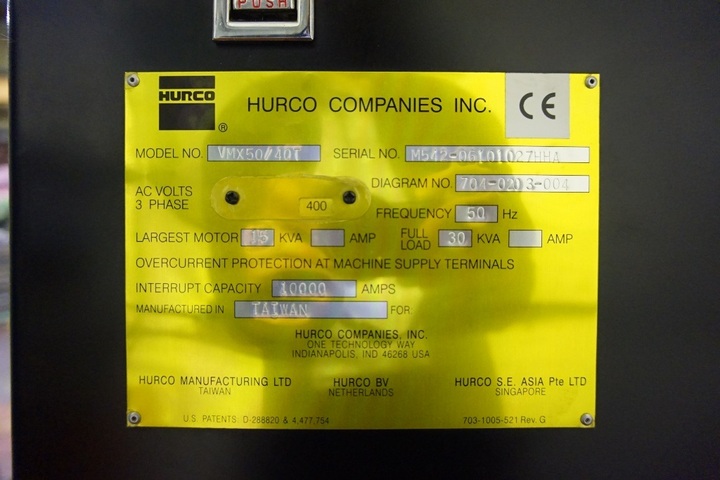 PUSH
HURCO
®
HURCO COMPANIES INC.
CE
MODEL NO. VMX50/40T SERIAL NO. M542-06101027HHA
DIAGRAM NO. 704-0203-004
AC VOLTS
3 PHASE
400
FREQUENCY 50 Hz
LARGEST MOTOR 15 KVA AMP FULL LOAD 30 KVA AMP
OVERCURRENT PROTECTION AT MACHINE SUPPLY TERMINALS
INTERRUPT CAPACITY 10000 AMPS
MANUFACTURED IN TAIWAN FOR
HURCO COMPANIES, INC.
ONE TECHNOLOGY WAY
INDIANAPOLIS, IND 46268 USA
HURCO MANUFACTURING LTD HURCO BV HURCO S.E. ASIA Pte LTD
TAIWAN NETHERLANDS SINGAPORE
U.S. PATENTS: D-288820 & 4,477,754 703-1005-521 Rev. G